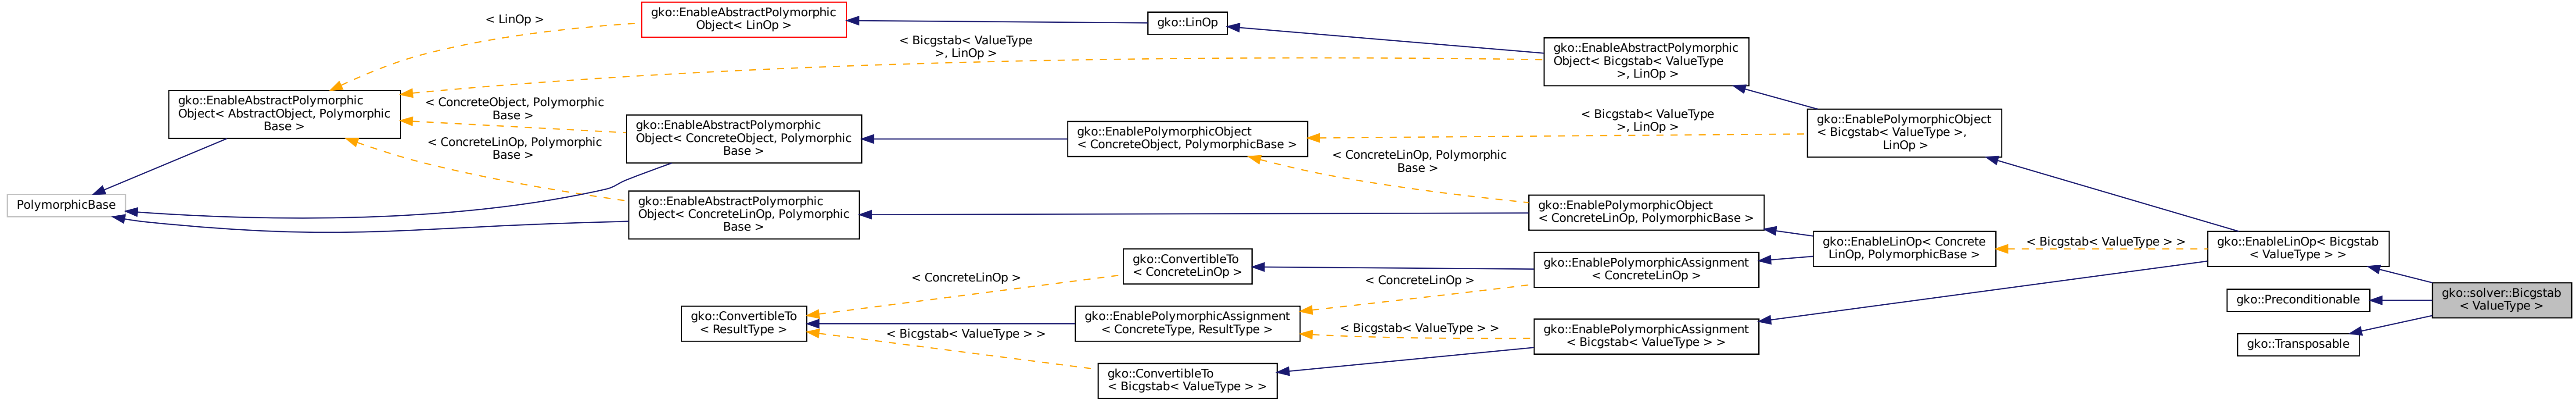 gko::EnableAbstractPolymorphic
Object< LinOp >
< LinOp >
gko::LinOp
< Bicgstab< ValueType
>, LinOp >
gko::EnableAbstractPolymorphic
Object< Bicgstab< ValueType
>, LinOp >
gko::EnableAbstractPolymorphic
Object< AbstractObject, Polymorphic
Base >
< ConcreteObject, Polymorphic
Base >
gko::EnableAbstractPolymorphic
Object< ConcreteObject, Polymorphic
Base >
gko::EnablePolymorphicObject
< ConcreteObject, PolymorphicBase >
< Bicgstab< ValueType
>, LinOp >
gko::EnablePolymorphicObject
< Bicgstab< ValueType >,
LinOp >
< ConcreteLinOp, Polymorphic
Base >
< ConcreteLinOp, Polymorphic
Base >
PolymorphicBase
gko::EnableAbstractPolymorphic
Object< ConcreteLinOp, Polymorphic
Base >
gko::EnablePolymorphicObject
< ConcreteLinOp, PolymorphicBase >
gko::EnableLinOp< Concrete
LinOp, PolymorphicBase >
< Bicgstab< ValueType > >
gko::EnableLinOp< Bicgstab
< ValueType > >
gko::ConvertibleTo
< ConcreteLinOp >
gko::EnablePolymorphicAssignment
< ConcreteLinOp >
< ConcreteLinOp >
< ConcreteLinOp >
gko::ConvertibleTo
< ResultType >
gko::EnablePolymorphicAssignment
< ConcreteType, ResultType >
< Bicgstab< ValueType > >
< Bicgstab< ValueType > >
gko::EnablePolymorphicAssignment
< Bicgstab< ValueType > >
gko::Preconditionable
gko::solver::Bicgstab
< ValueType >
gko::Transposable
gko::ConvertibleTo
< Bicgstab< ValueType > >